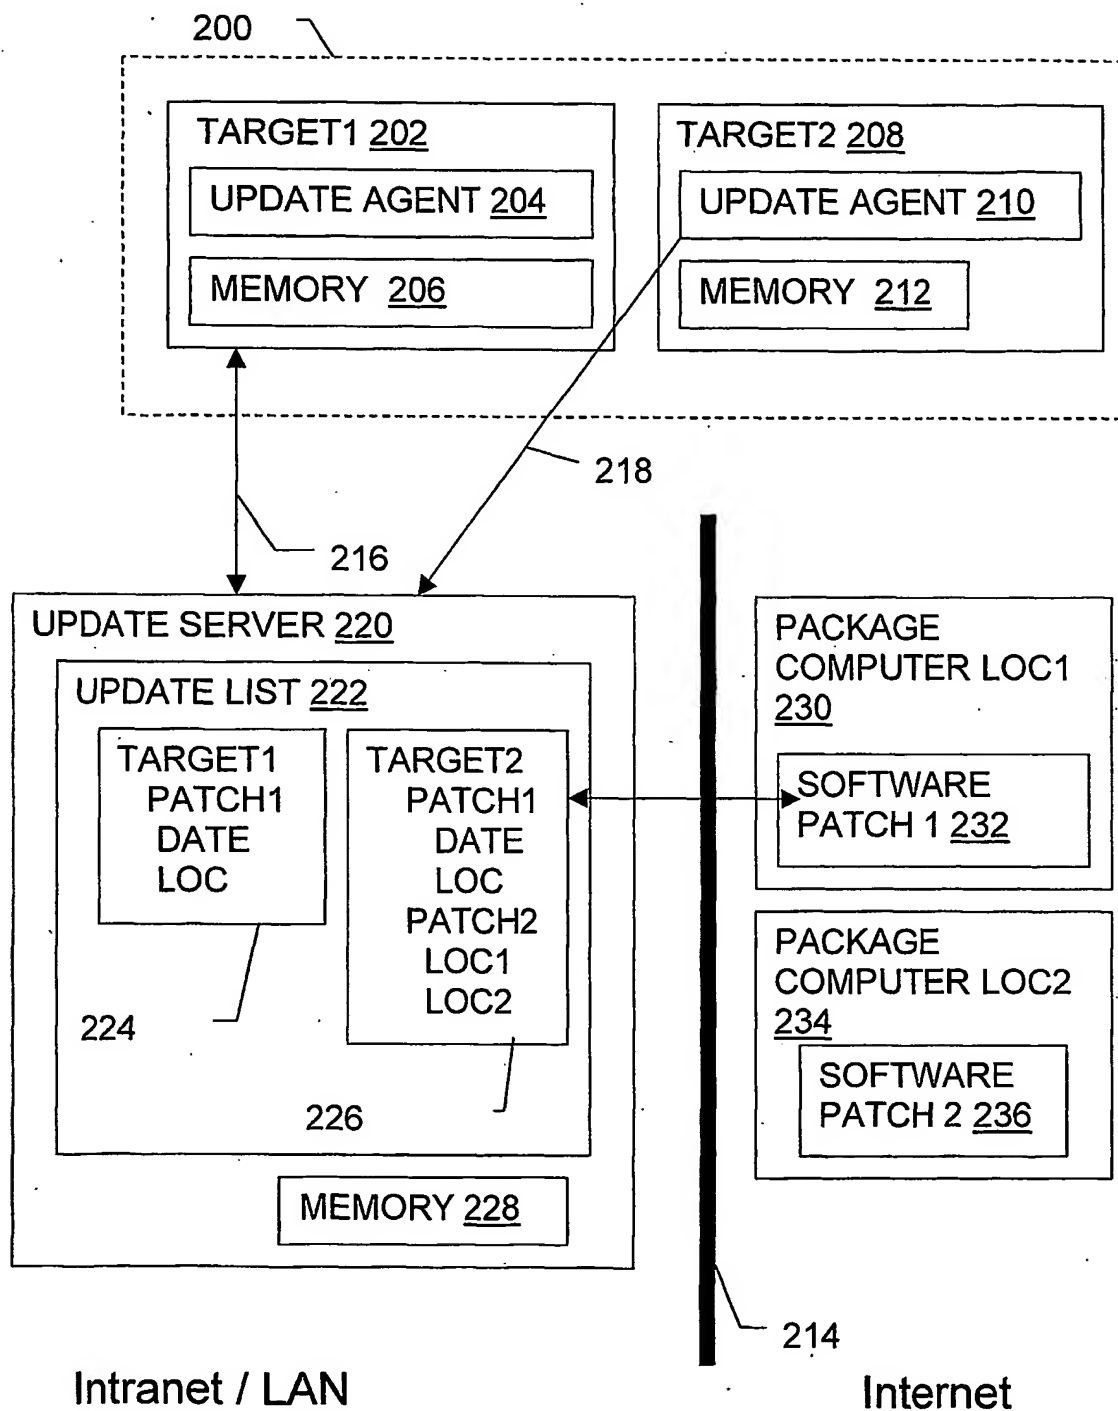 200
TARGET1 202
UPDATE AGENT 204
MEMORY 206
TARGET2 208
UPDATE AGENT 210
MEMORY 212
218
216
UPDATE SERVER 220
UPDATE LIST 222
TARGET1
PATCH1
DATE
LOC
224
TARGET2
PATCH1
DATE
LOC
PATCH2
LOC1
LOC2
226
MEMORY 228
PACKAGE
COMPUTER LOC1
230
SOFTWARE
PATCH 1 232
PACKAGE
COMPUTER LOC2
234
SOFTWARE
PATCH 2 236
214
Intranet / LAN
Internet